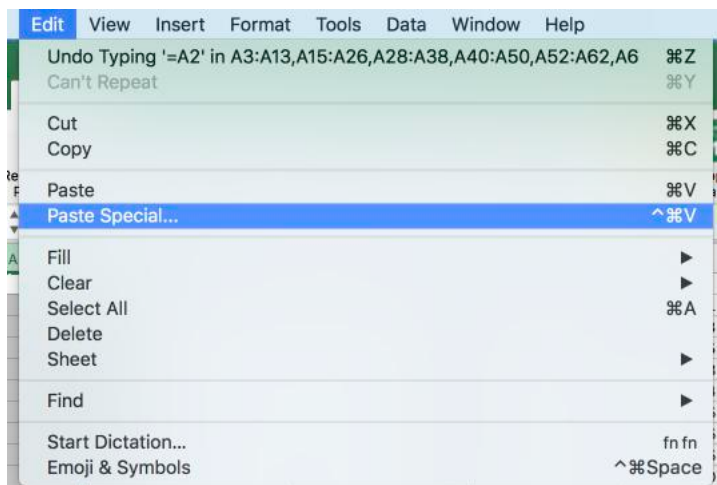 Edit View Insert Format Tools Data Window Help
Undo Typing '=A2' in A3:A13,A15:A26,A28:A38,A40:A50,A52:A62,A6 ⌘Z
Can't Repeat ⌘Y
Cut ⌘X
Copy ⌘C
Paste ⌘V
Paste Special... ^⌘V
Fill ▶
Clear ▶
Select All ⌘A
Delete
Sheet ▶
Find ▶
Start Dictation... fn fn
Emoji & Symbols ^⌘Space